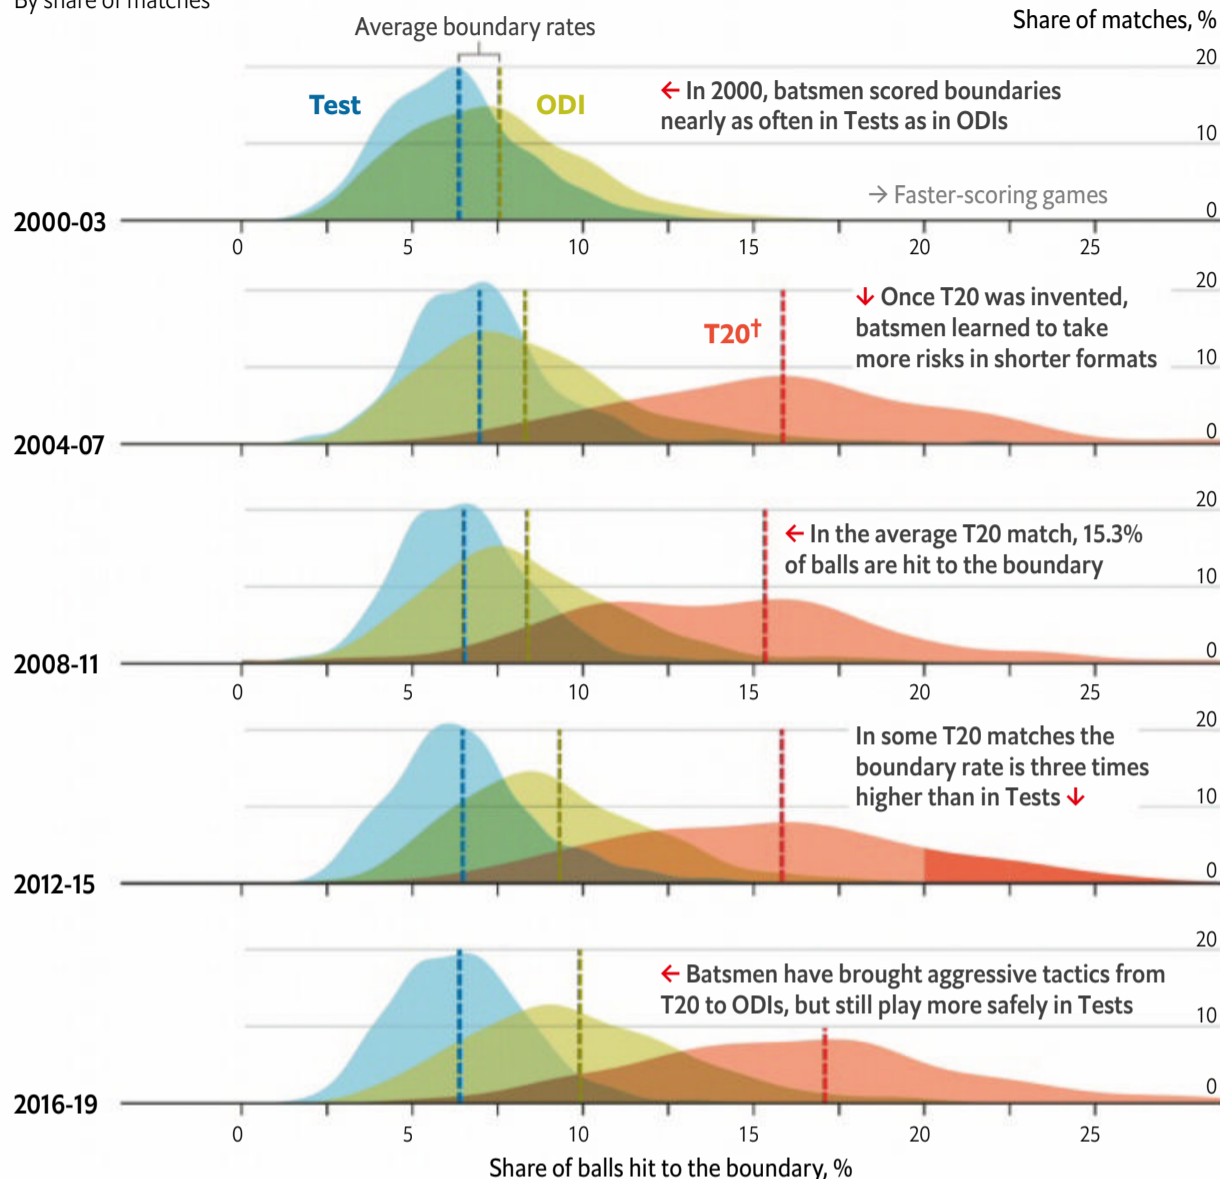 By share of matches
Share of matches, %
Average boundary rates
20
Test
ODI
← In 2000, batsmen scored boundaries
nearly as often in Tests as in ODIs
10
→ Faster-scoring games
0
2000-03
0 5 10 15 20 25
20
T20†
↓ Once T20 was invented,
batsmen learned to take
more risks in shorter formats
10
0
2004-07
20
← In the average T20 match, 15.3%
of balls are hit to the boundary
10
0
2008-11
0 5 10 15 20 25
20
In some T20 matches the
boundary rate is three times
higher than in Tests ↓
10
0
2012-15
20
← Batsmen have brought aggressive tactics from
T20 to ODIs, but still play more safely in Tests
10
0
2016-19
0 5 10 15 20 25
Share of balls hit to the boundary, %